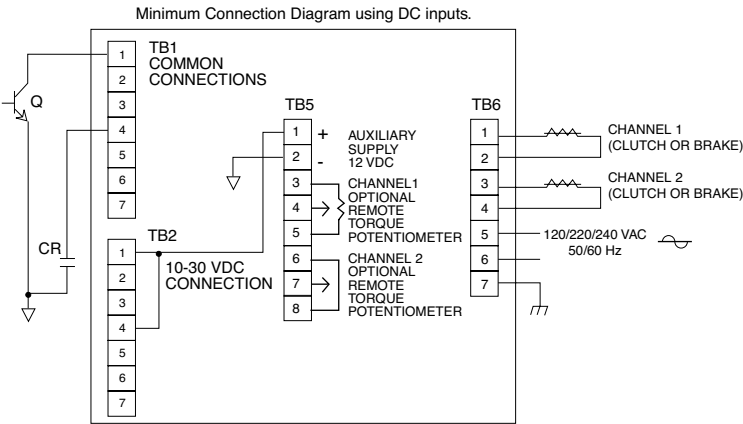 Minimum Connection Diagram using DC inputs.
TB1
COMMON
CONNECTIONS
1
2
3
4
5
6
7
Q
CR
TB2
1
2
3
4
5
6
7
10-30 VDC
CONNECTION
TB5
1
2
3
4
5
6
7
8
+
-
AUXILIARY
SUPPLY
12 VDC
CHANNEL1
OPTIONAL
REMOTE
TORQUE
POTENTIOMETER
CHANNEL 2
OPTIONAL
REMOTE
TORQUE
POTENTIOMETER
TB6
1
2
3
4
5
6
7
CHANNEL 1
(CLUTCH OR BRAKE)
CHANNEL 2
(CLUTCH OR BRAKE)
120/220/240 VAC
50/60 Hz